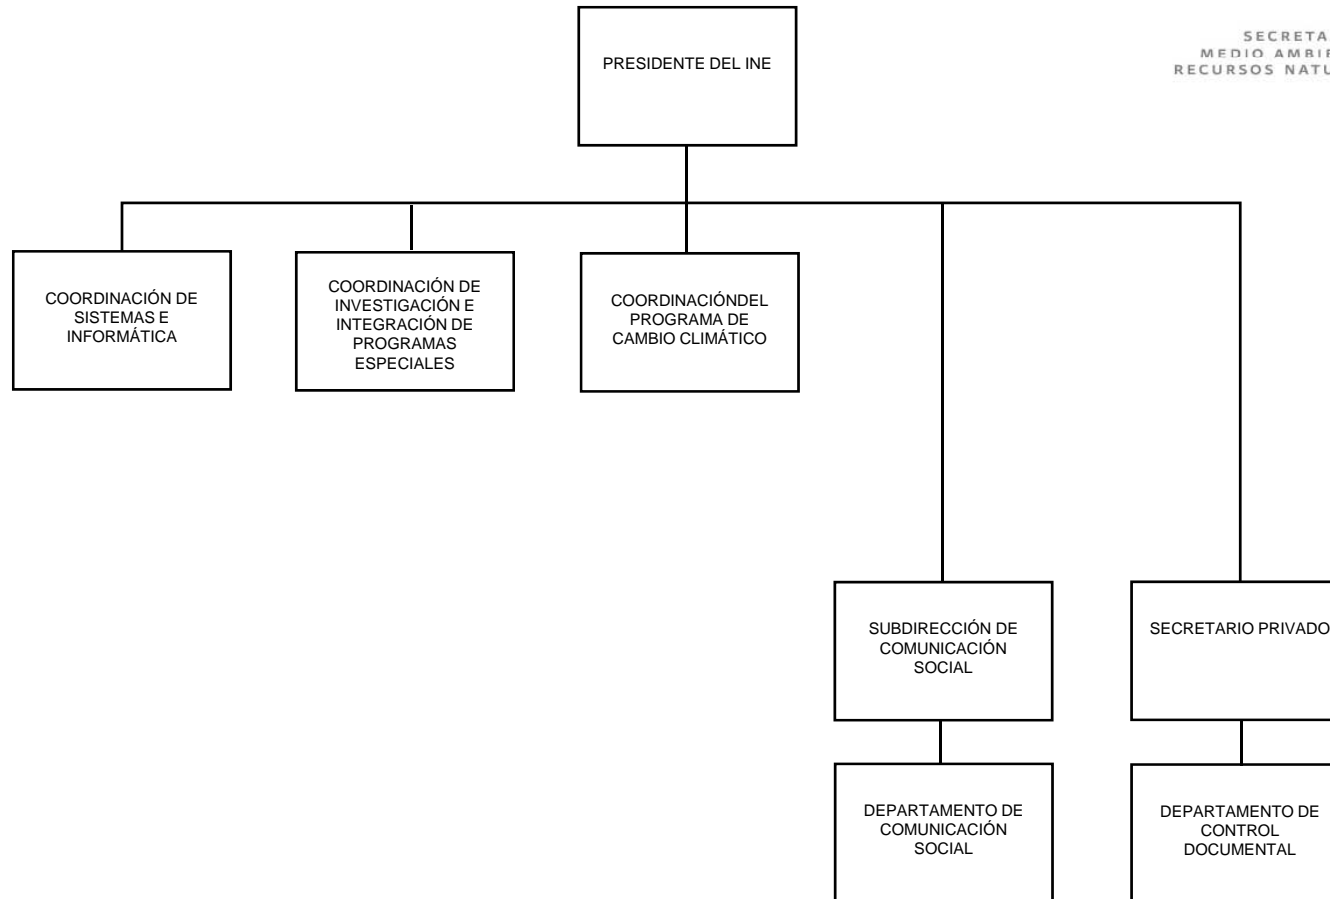 PRESIDENTE DEL INE
SECRETA
MEDIO AMBIE
RECURSOS NATU
COORDINACIÓN DE
SISTEMAS E
INFORMÁTICA
COORDINACIÓN DE
INVESTIGACIÓN E
INTEGRACIÓN DE
PROGRAMAS
ESPECIALES
COORDINACIÓNDEL
PROGRAMA DE
CAMBIO CLIMÁTICO
SUBDIRECCIÓN DE
COMUNICACIÓN
SOCIAL
SECRETARIO PRIVADO
DEPARTAMENTO DE
COMUNICACIÓN
SOCIAL
DEPARTAMENTO DE
CONTROL
DOCUMENTAL